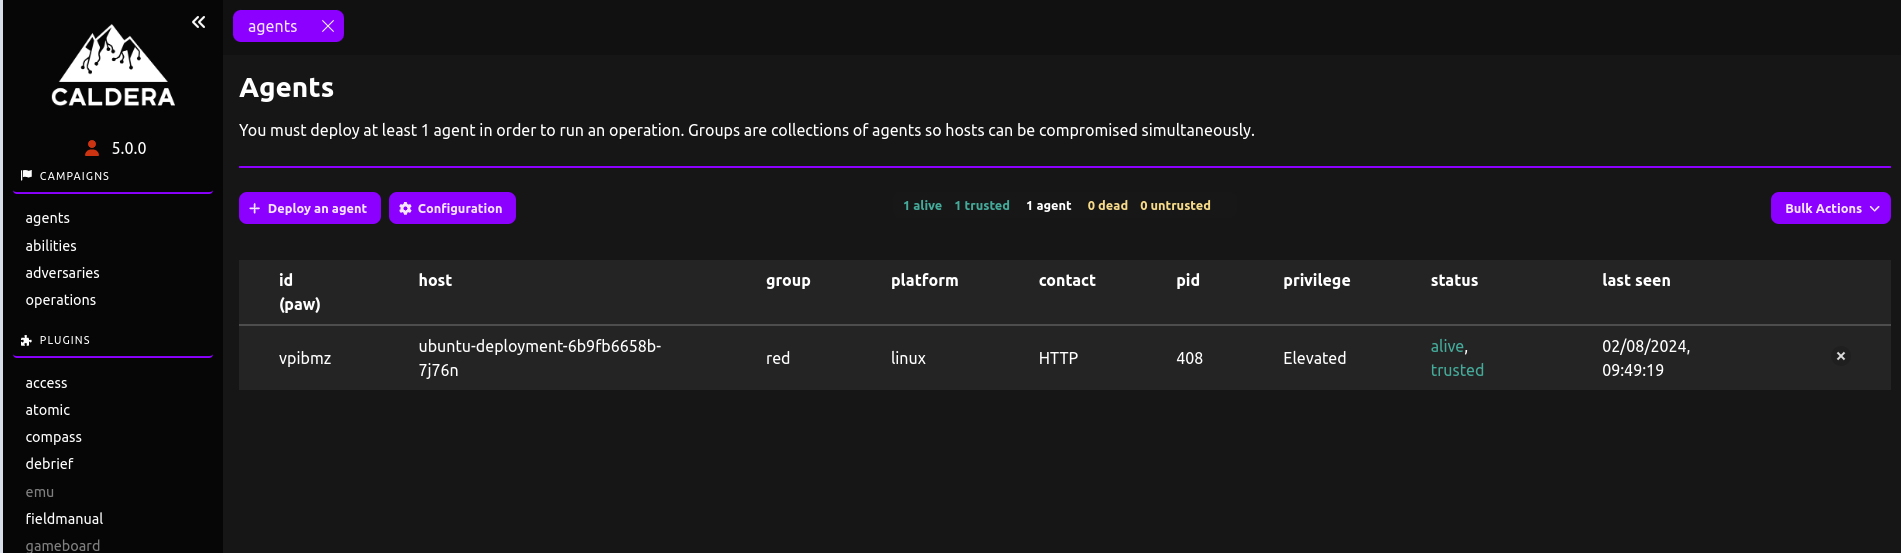 agents
CALDERA
5.0.0
CAMPAIGNS
agents
abilities
adversaries
operations
PLUGINS
access
atomic
compass
debrief
emu
fieldmanual
gameboard
Agents
You must deploy at least 1 agent in order to run an operation. Groups are collections of agents so hosts can be compromised simultaneously.
Deploy an agent Configuration 1 alive 1 trusted 1 agent 0 dead 0 untrusted Bulk Actions
id host group platform contact pid privilege status last seen
(paw)
ubuntu-deployment-6b9fb6658b- alive, 02/08/2024,
vpibmz red linux HTTP 408 Elevated
7j76n trusted 09:49:19